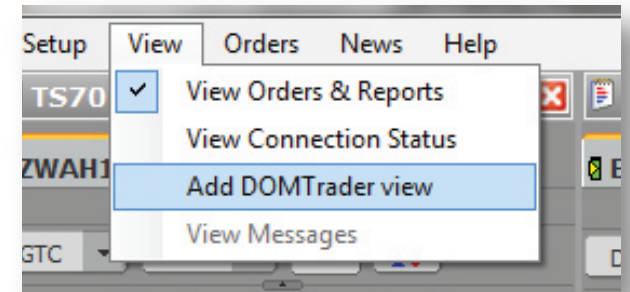 Setup View Orders News Help
TS70
View Orders & Reports
View Connection Status
ZWAH1
Add DOMTrader view
View Messages
GTC